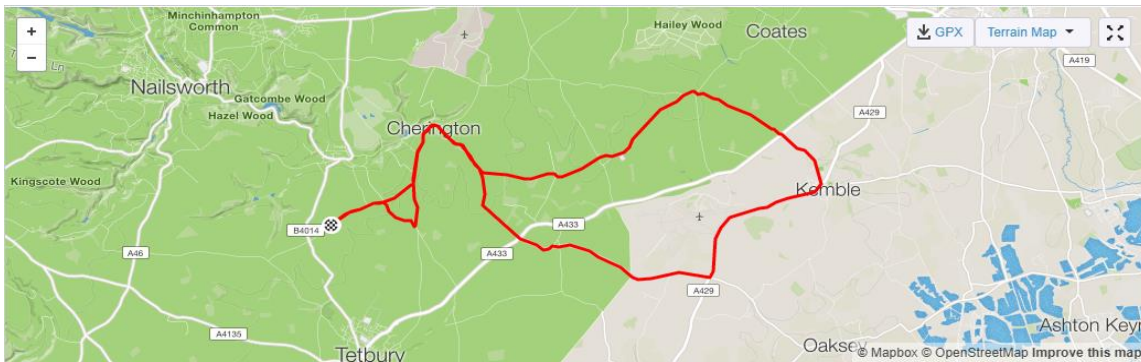 Minchinhampton
Common
Hailey Wood
Coates
GPX
Terrain Map
+
−
A419
Ln
Nailsworth
Gatcombe Wood
Hazel Wood
A429
Cherington
Kingscote Wood
Kemble
B4014
A433
A46
A433
A429
A4135
Tetbury
Oaksey
Ashton Keyn
© Mapbox © OpenStreetMap Improve this map